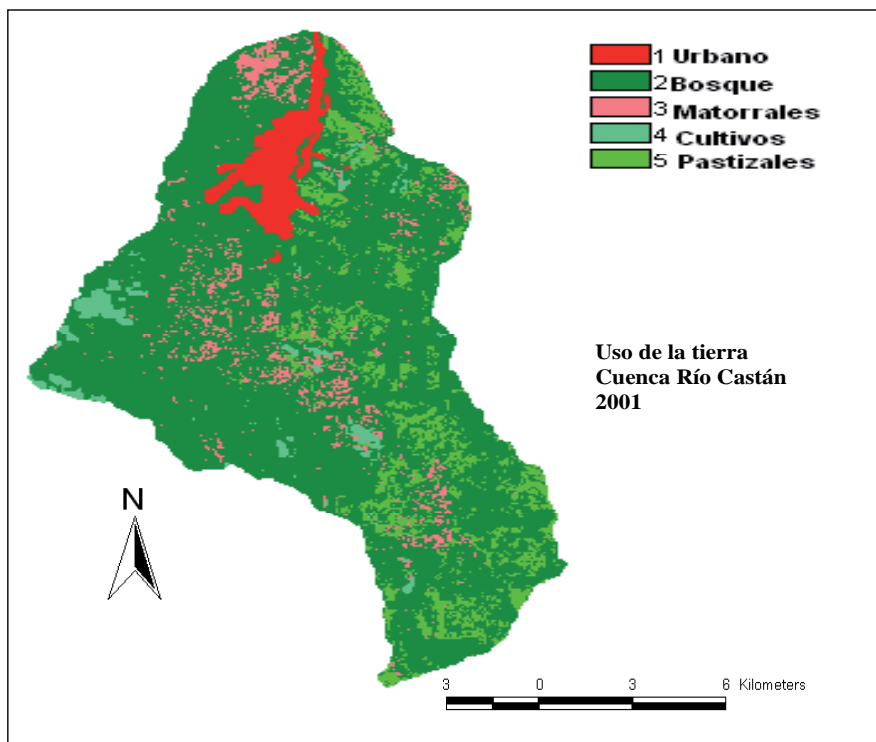 1 Urbano
2 Bosque
3 Matorrales
4 Cultivos
5 Pastizales
Uso de la tierra
Cuenca Río Castán
2001
N
3 0 3 6 Kilometers